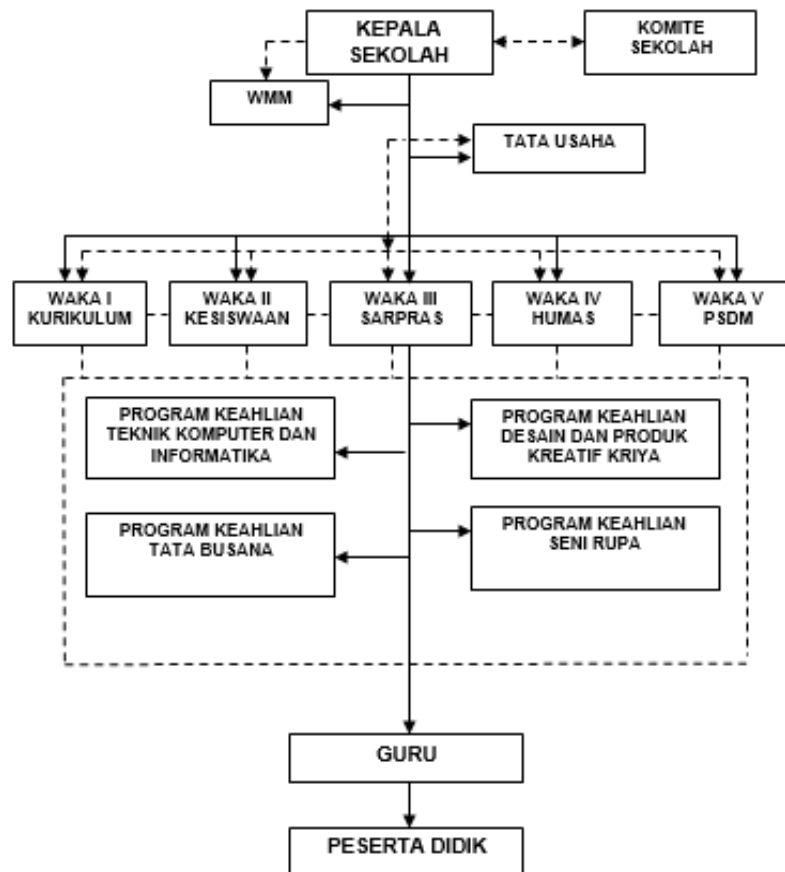 KEPALA
SEKOLAH
KOMITE
SEKOLAH
WMM
TATA USAHA
WAKA I
KURIKULUM
WAKA II
KESISWAAN
WAKA III
SARPRAS
WAKA IV
HUMAS
WAKA V
PSDM
PROGRAM KEAHLIAN
TEKNIK KOMPUTER DAN
INFORMATIKA
PROGRAM KEAHLIAN
DESAIN DAN PRODUK
KREATIF KRIYA
PROGRAM KEAHLIAN
TATA BUSANA
PROGRAM KEAHLIAN
SENI RUPA
GURU
PESERTA DIDIK